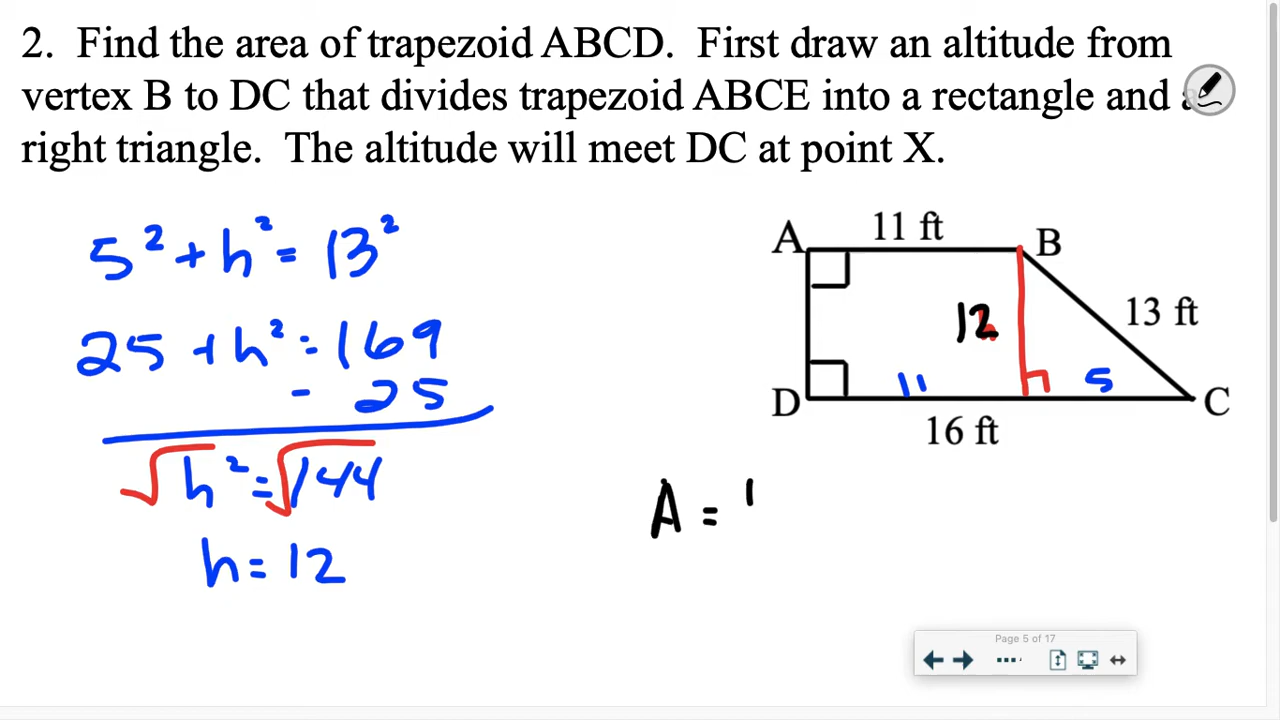 2. Find the area of trapezoid ABCD. First draw an altitude from
vertex B to DC that divides trapezoid ABCE into a rectangle and a
right triangle. The altitude will meet DC at point X.
5² + h² = 13²
25 + h² = 169
- 25
√h² = √144
h = 12
A 11 ft B
12 13 ft
11 5
D C
16 ft
A = 1
Page 5 of 17